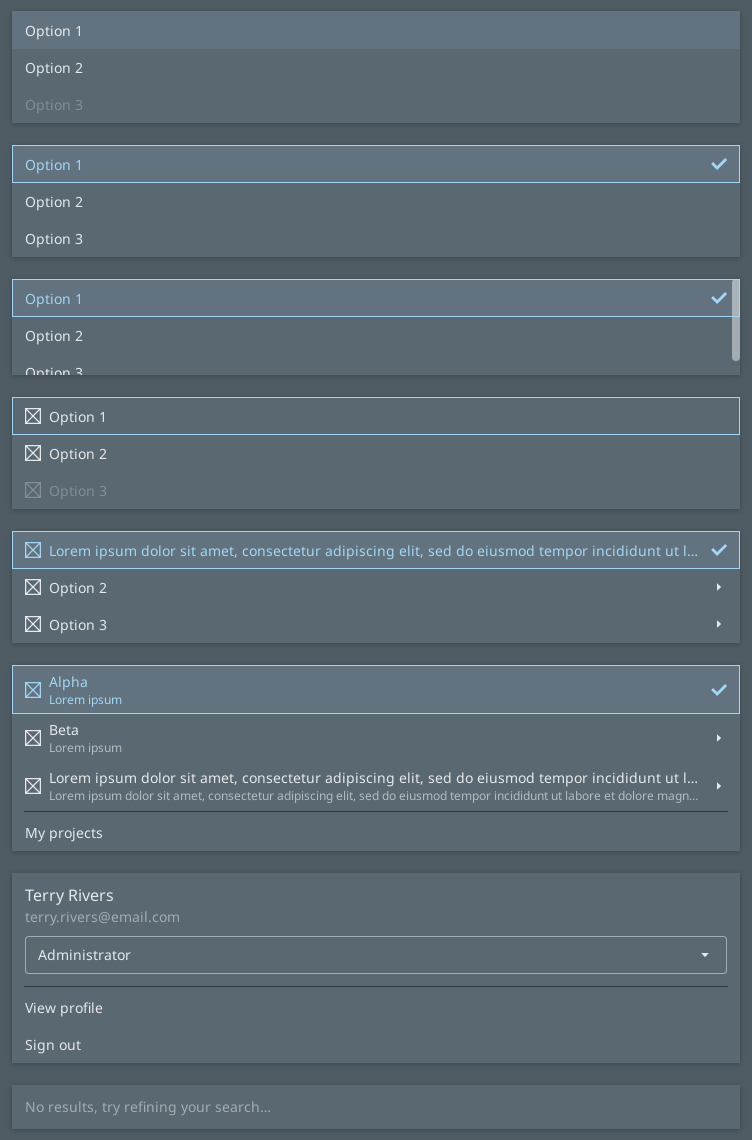 Option 1
Option 2
Option 3
Option 1
Option 2
Option 3
Option 1
Option 2
Option 3
Option 1
Option 2
Option 3
Lorem ipsum dolor sit amet, consectetur adipiscing elit, sed do eiusmod tempor incididunt ut l...
Option 2
Option 3
Alpha
Lorem ipsum
Beta
Lorem ipsum
Lorem ipsum dolor sit amet, consectetur adipiscing elit, sed do eiusmod tempor incididunt ut l...
Lorem ipsum dolor sit amet, consectetur adipiscing elit, sed do eiusmod tempor incididunt ut labore et dolore magn...
My projects
Terry Rivers
terry.rivers@email.com
Administrator
View profile
Sign out
No results, try refining your search...